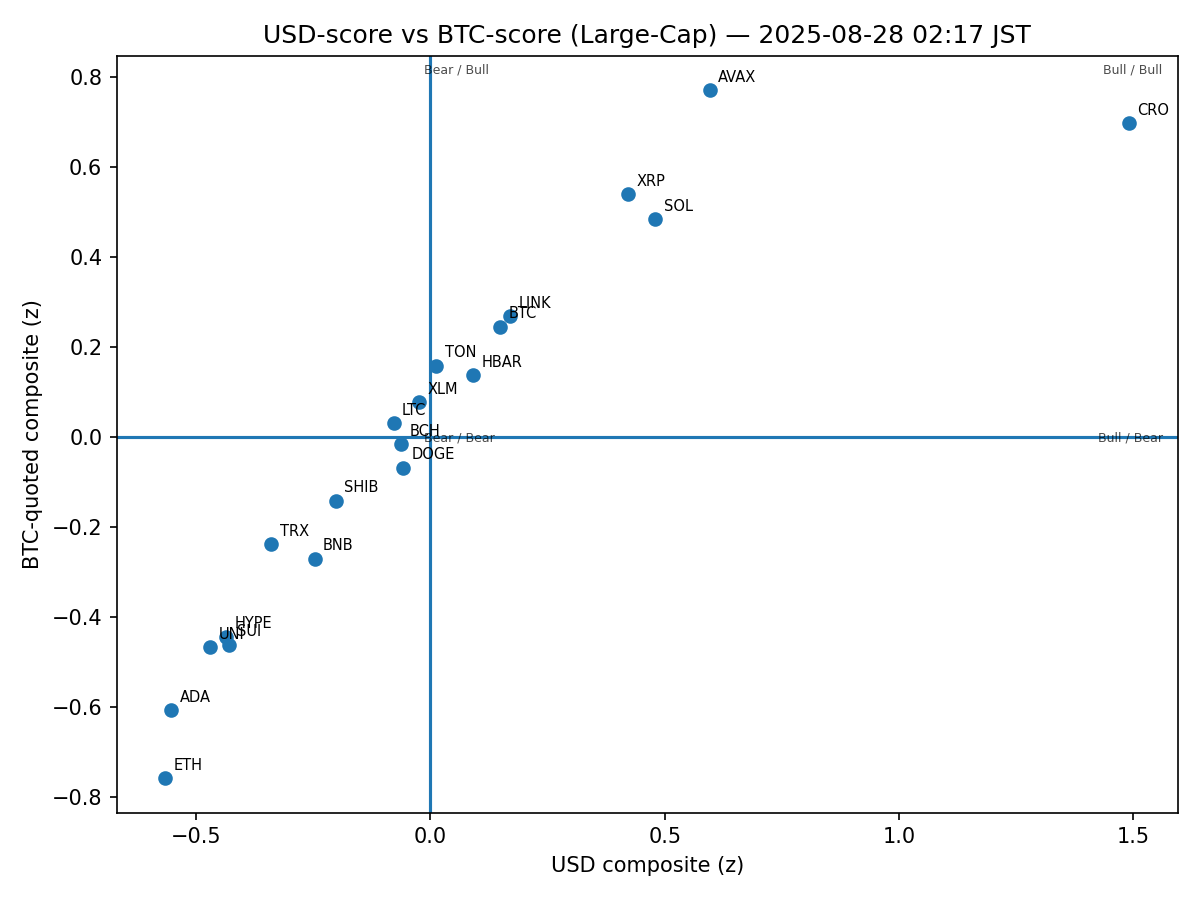 USD-score vs BTC-score (Large-Cap) — 2025-08-28 02:17 JST
Bear / Bull
Bull / Bull
AVAX
CRO
XRP
SOL
LINK
BTC
TON
HBAR
XLM
LTC
BCH
Bear / Bear
Bull / Bear
DOGE
SHIB
TRX
BNB
HYPE
SUI
UNI
ADA
ETH
0.8
0.6
0.4
0.2
0.0
−0.2
−0.4
−0.6
−0.8
BTC-quoted composite (z)
−0.5
0.0
0.5
1.0
1.5
USD composite (z)